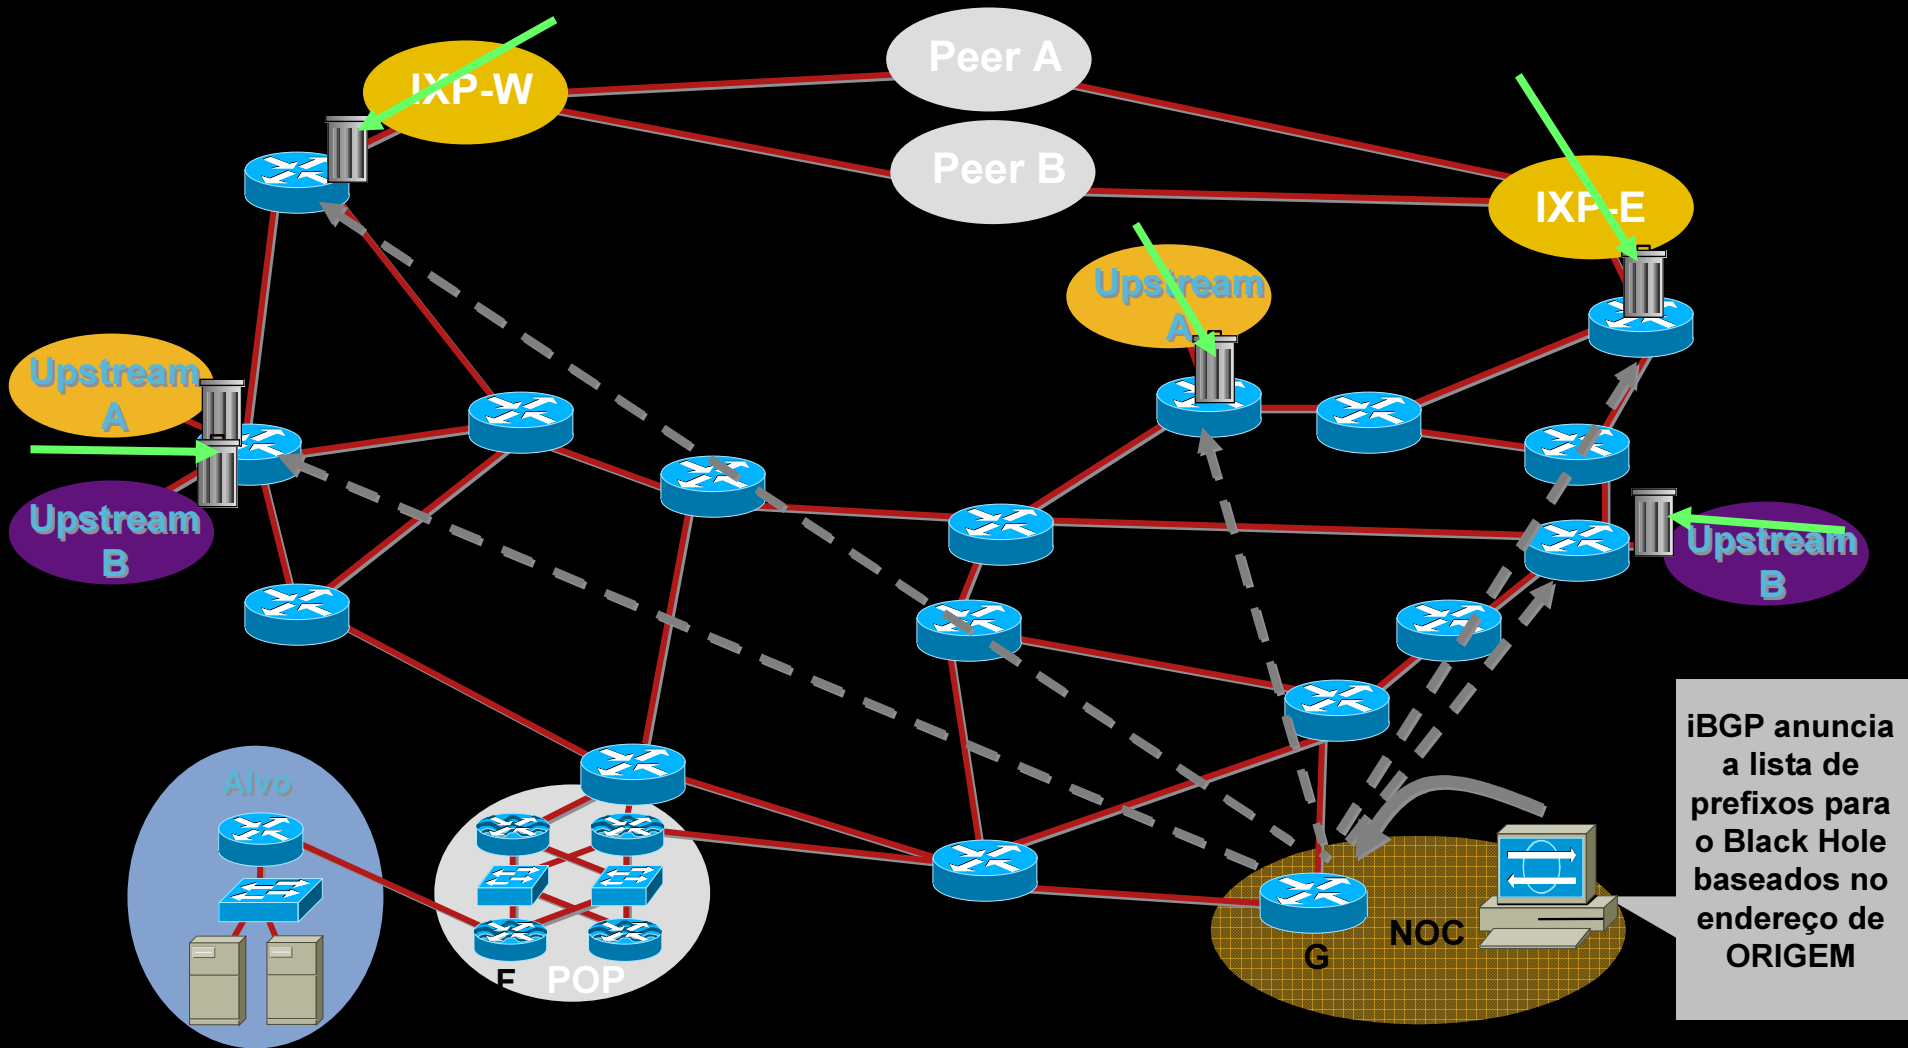 Peer A
IXP-W
Peer B
IXP-E
Upstream
A
Upstream
A
Upstream
B
Upstream
B
iBGP anuncia
a lista de
prefixos para
o Black Hole
baseados no
endereço de
ORIGEM
Alvo
NOC
G
F
POP